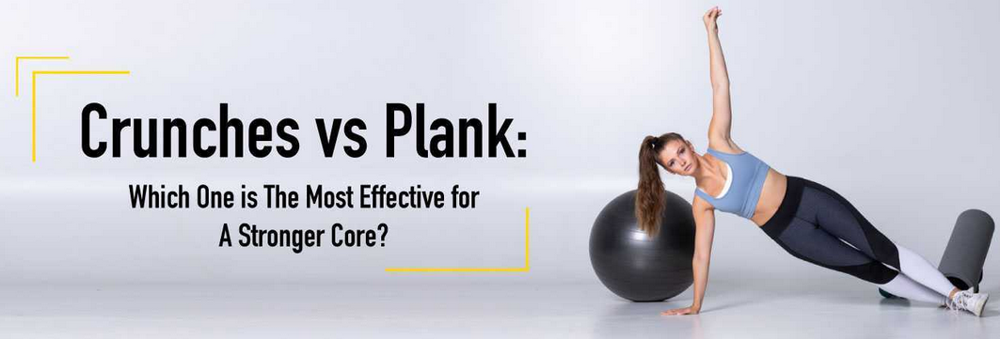 Crunches vs Plank:
Which One is The Most Effective for
A Stronger Core?